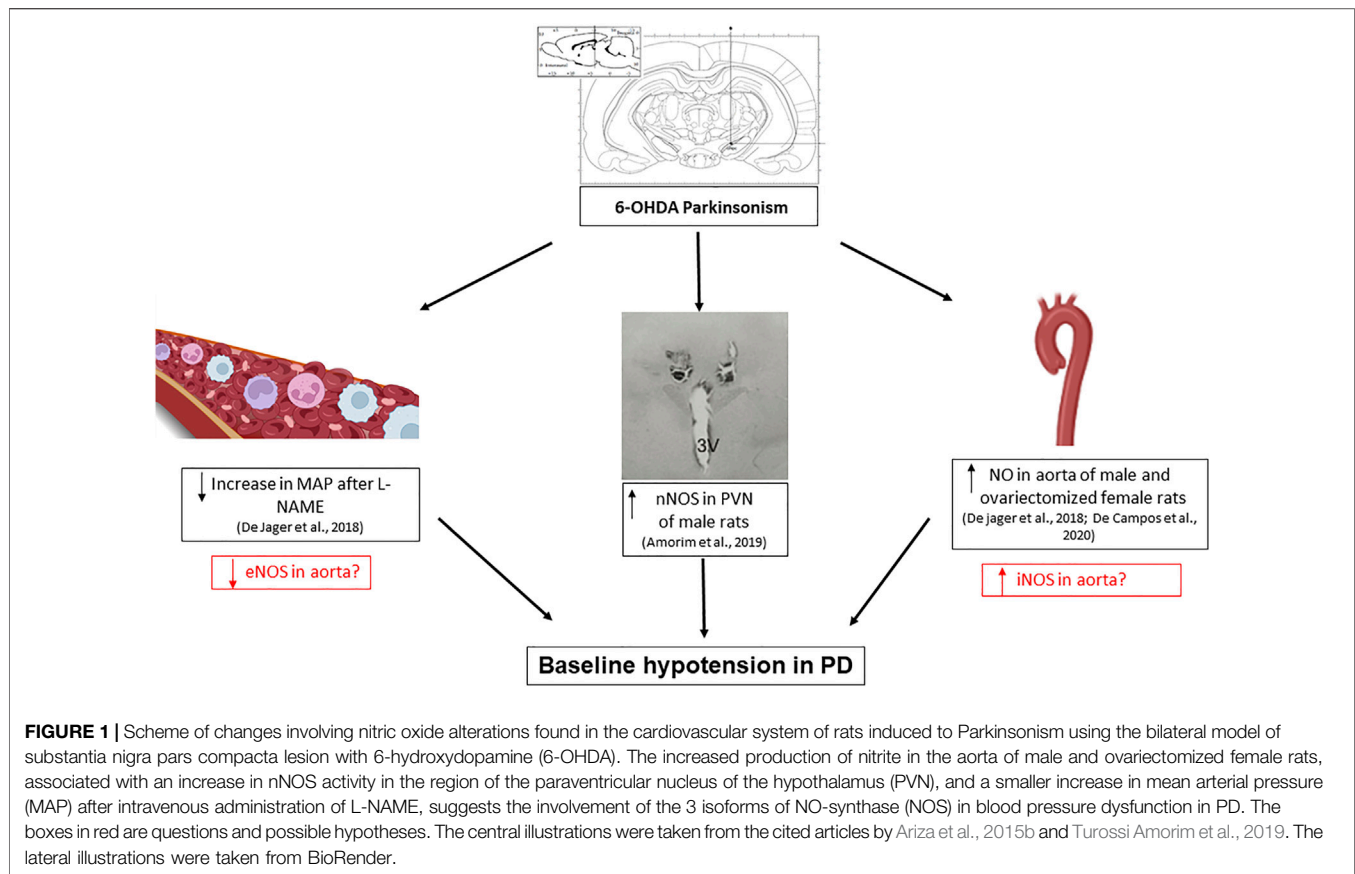 6-OHDA Parkinsonism
↓ Increase in MAP after L-
NAME
(De Jager et al., 2018)
↓ eNOS in aorta?
3V
↑ nNOS in PVN
of male rats
(Amorim et al., 2019)
↑ NO in aorta of male and
ovariectomized female rats
(De jager et al., 2018; De Campos et al.,
2020)
↑ iNOS in aorta?
Baseline hypotension in PD
FIGURE 1 | Scheme of changes involving nitric oxide alterations found in the cardiovascular system of rats induced to Parkinsonism using the bilateral model of
substantia nigra pars compacta lesion with 6-hydroxydopamine (6-OHDA). The increased production of nitrite in the aorta of male and ovariectomized female rats,
associated with an increase in nNOS activity in the region of the paraventricular nucleus of the hypothalamus (PVN), and a smaller increase in mean arterial pressure
(MAP) after intravenous administration of L-NAME, suggests the involvement of the 3 isoforms of NO-synthase (NOS) in blood pressure dysfunction in PD. The
boxes in red are questions and possible hypotheses. The central illustrations were taken from the cited articles by Ariza et al., 2015b and Turossi Amorim et al., 2019. The
lateral illustrations were taken from BioRender.